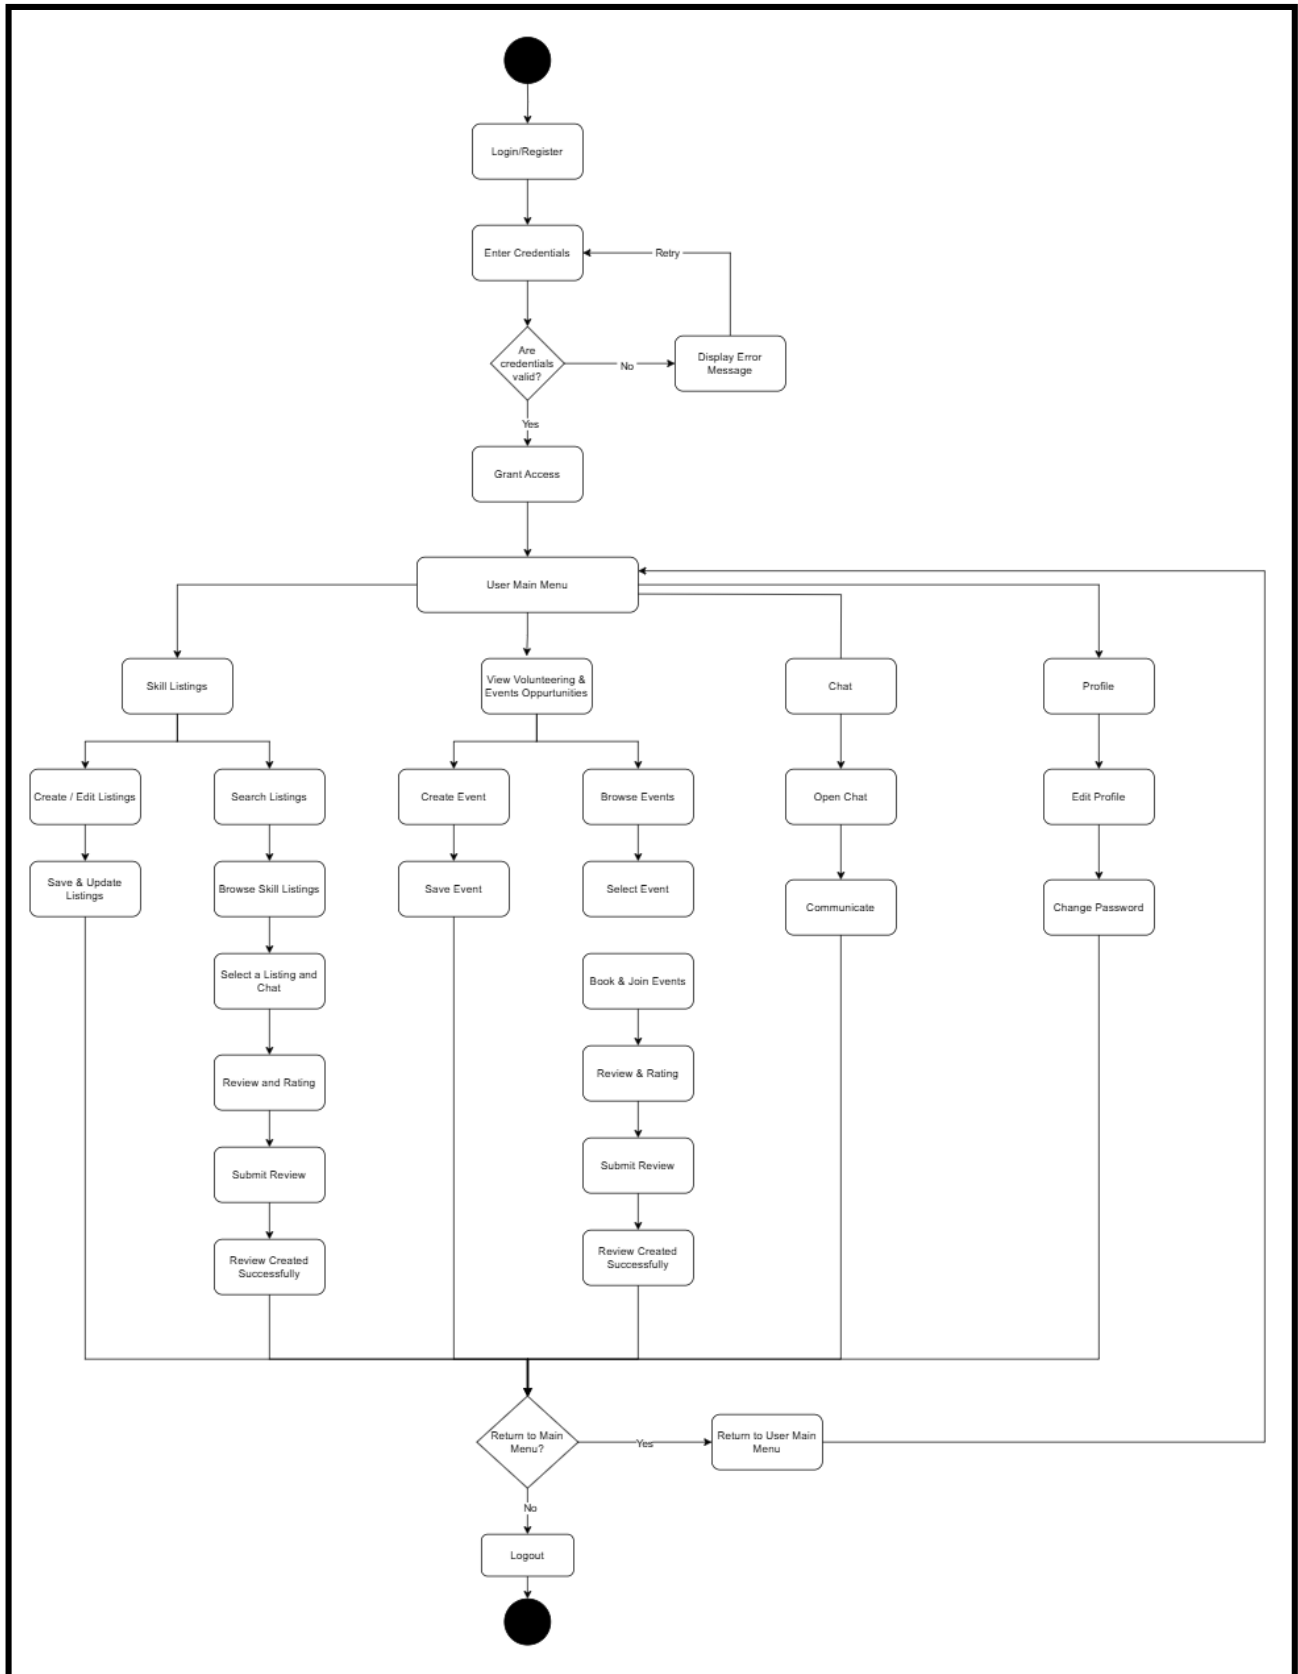 Login/Register
Enter Credentials
Retry
Are
credentials
valid?
No
Display Error
Message
Yes
Grant Access
User Main Menu
Skill Listings
View Volunteering &
Events Oppurtunities
Chat
Profile
Create / Edit Listings
Search Listings
Create Event
Browse Events
Open Chat
Edit Profile
Save & Update
Listings
Browse Skill Listings
Save Event
Select Event
Communicate
Change Password
Select a Listing and
Chat
Book & Join Events
Review and Rating
Review & Rating
Submit Review
Submit Review
Review Created
Successfully
Review Created
Successfully
Return to Main
Menu?
Yes
Return to User Main
Menu
No
Logout